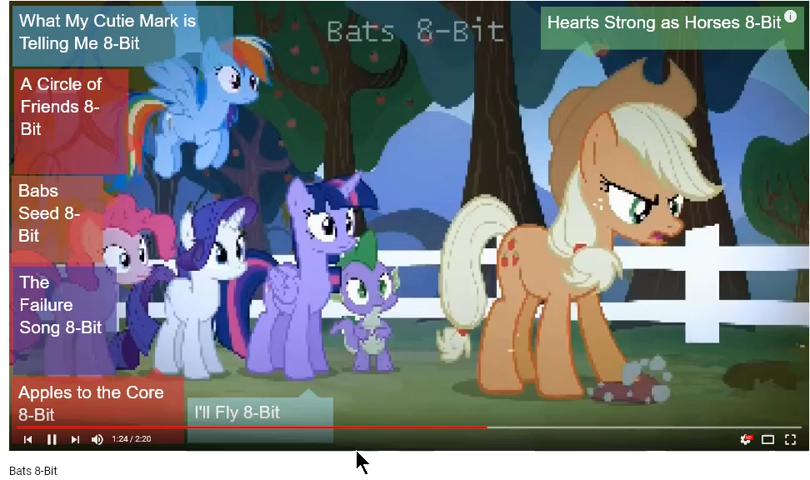 What My Cutie Mark is
Telling Me 8-Bit
Bats 8-Bit
Hearts Strong as Horses 8-Bit
A Circle of
Friends 8-
Bit
Babs
Seed 8-
Bit
The
Failure
Song 8-Bit
Apples to the Core
8-Bit
I'll Fly 8-Bit
1:24 / 2:20
Bats 8-Bit